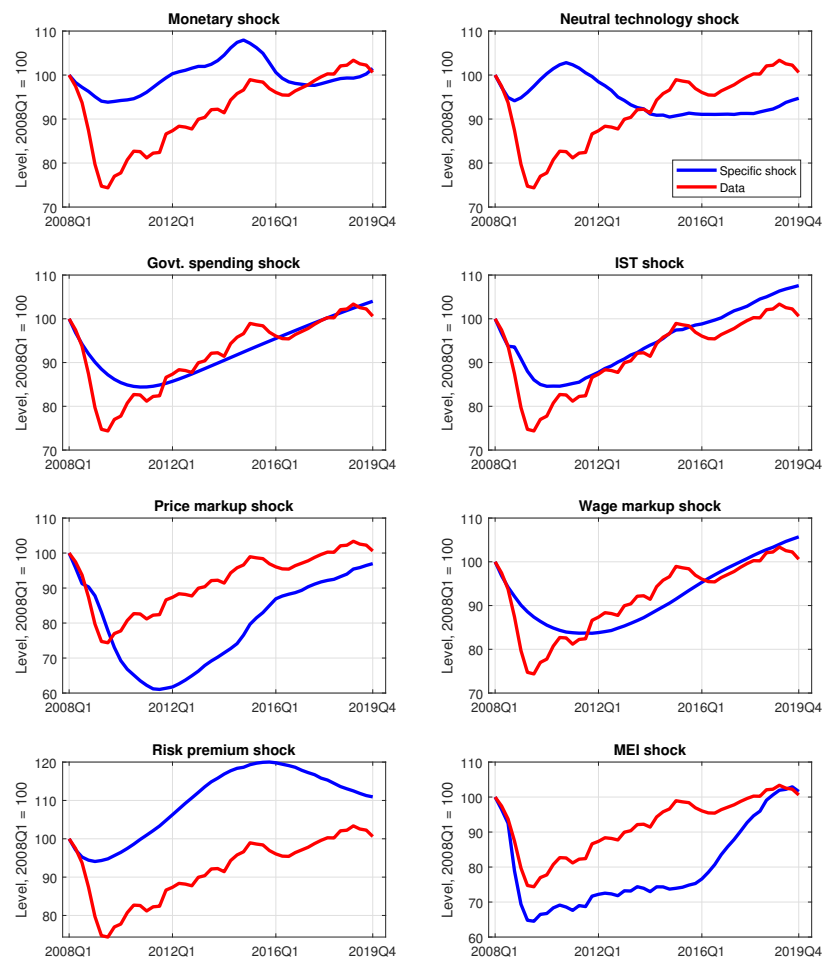 Monetary shock
Level, 2008Q1 = 100
110
100
90
80
70
2008Q1 2012Q1 2016Q1 2019Q4
Neutral technology shock
Level, 2008Q1 = 100
110
100
90
80
70
2008Q1 2012Q1 2016Q1 2019Q4
Specific shock
Data
Govt. spending shock
Level, 2008Q1 = 100
110
100
90
80
70
2008Q1 2012Q1 2016Q1 2019Q4
IST shock
Level, 2008Q1 = 100
110
100
90
80
70
2008Q1 2012Q1 2016Q1 2019Q4
Price markup shock
Level, 2008Q1 = 100
110
100
90
80
70
60
2008Q1 2012Q1 2016Q1 2019Q4
Wage markup shock
Level, 2008Q1 = 100
110
100
90
80
70
2008Q1 2012Q1 2016Q1 2019Q4
Risk premium shock
Level, 2008Q1 = 100
120
110
100
90
80
2008Q1 2012Q1 2016Q1 2019Q4
MEI shock
Level, 2008Q1 = 100
110
100
90
80
70
60
2008Q1 2012Q1 2016Q1 2019Q4